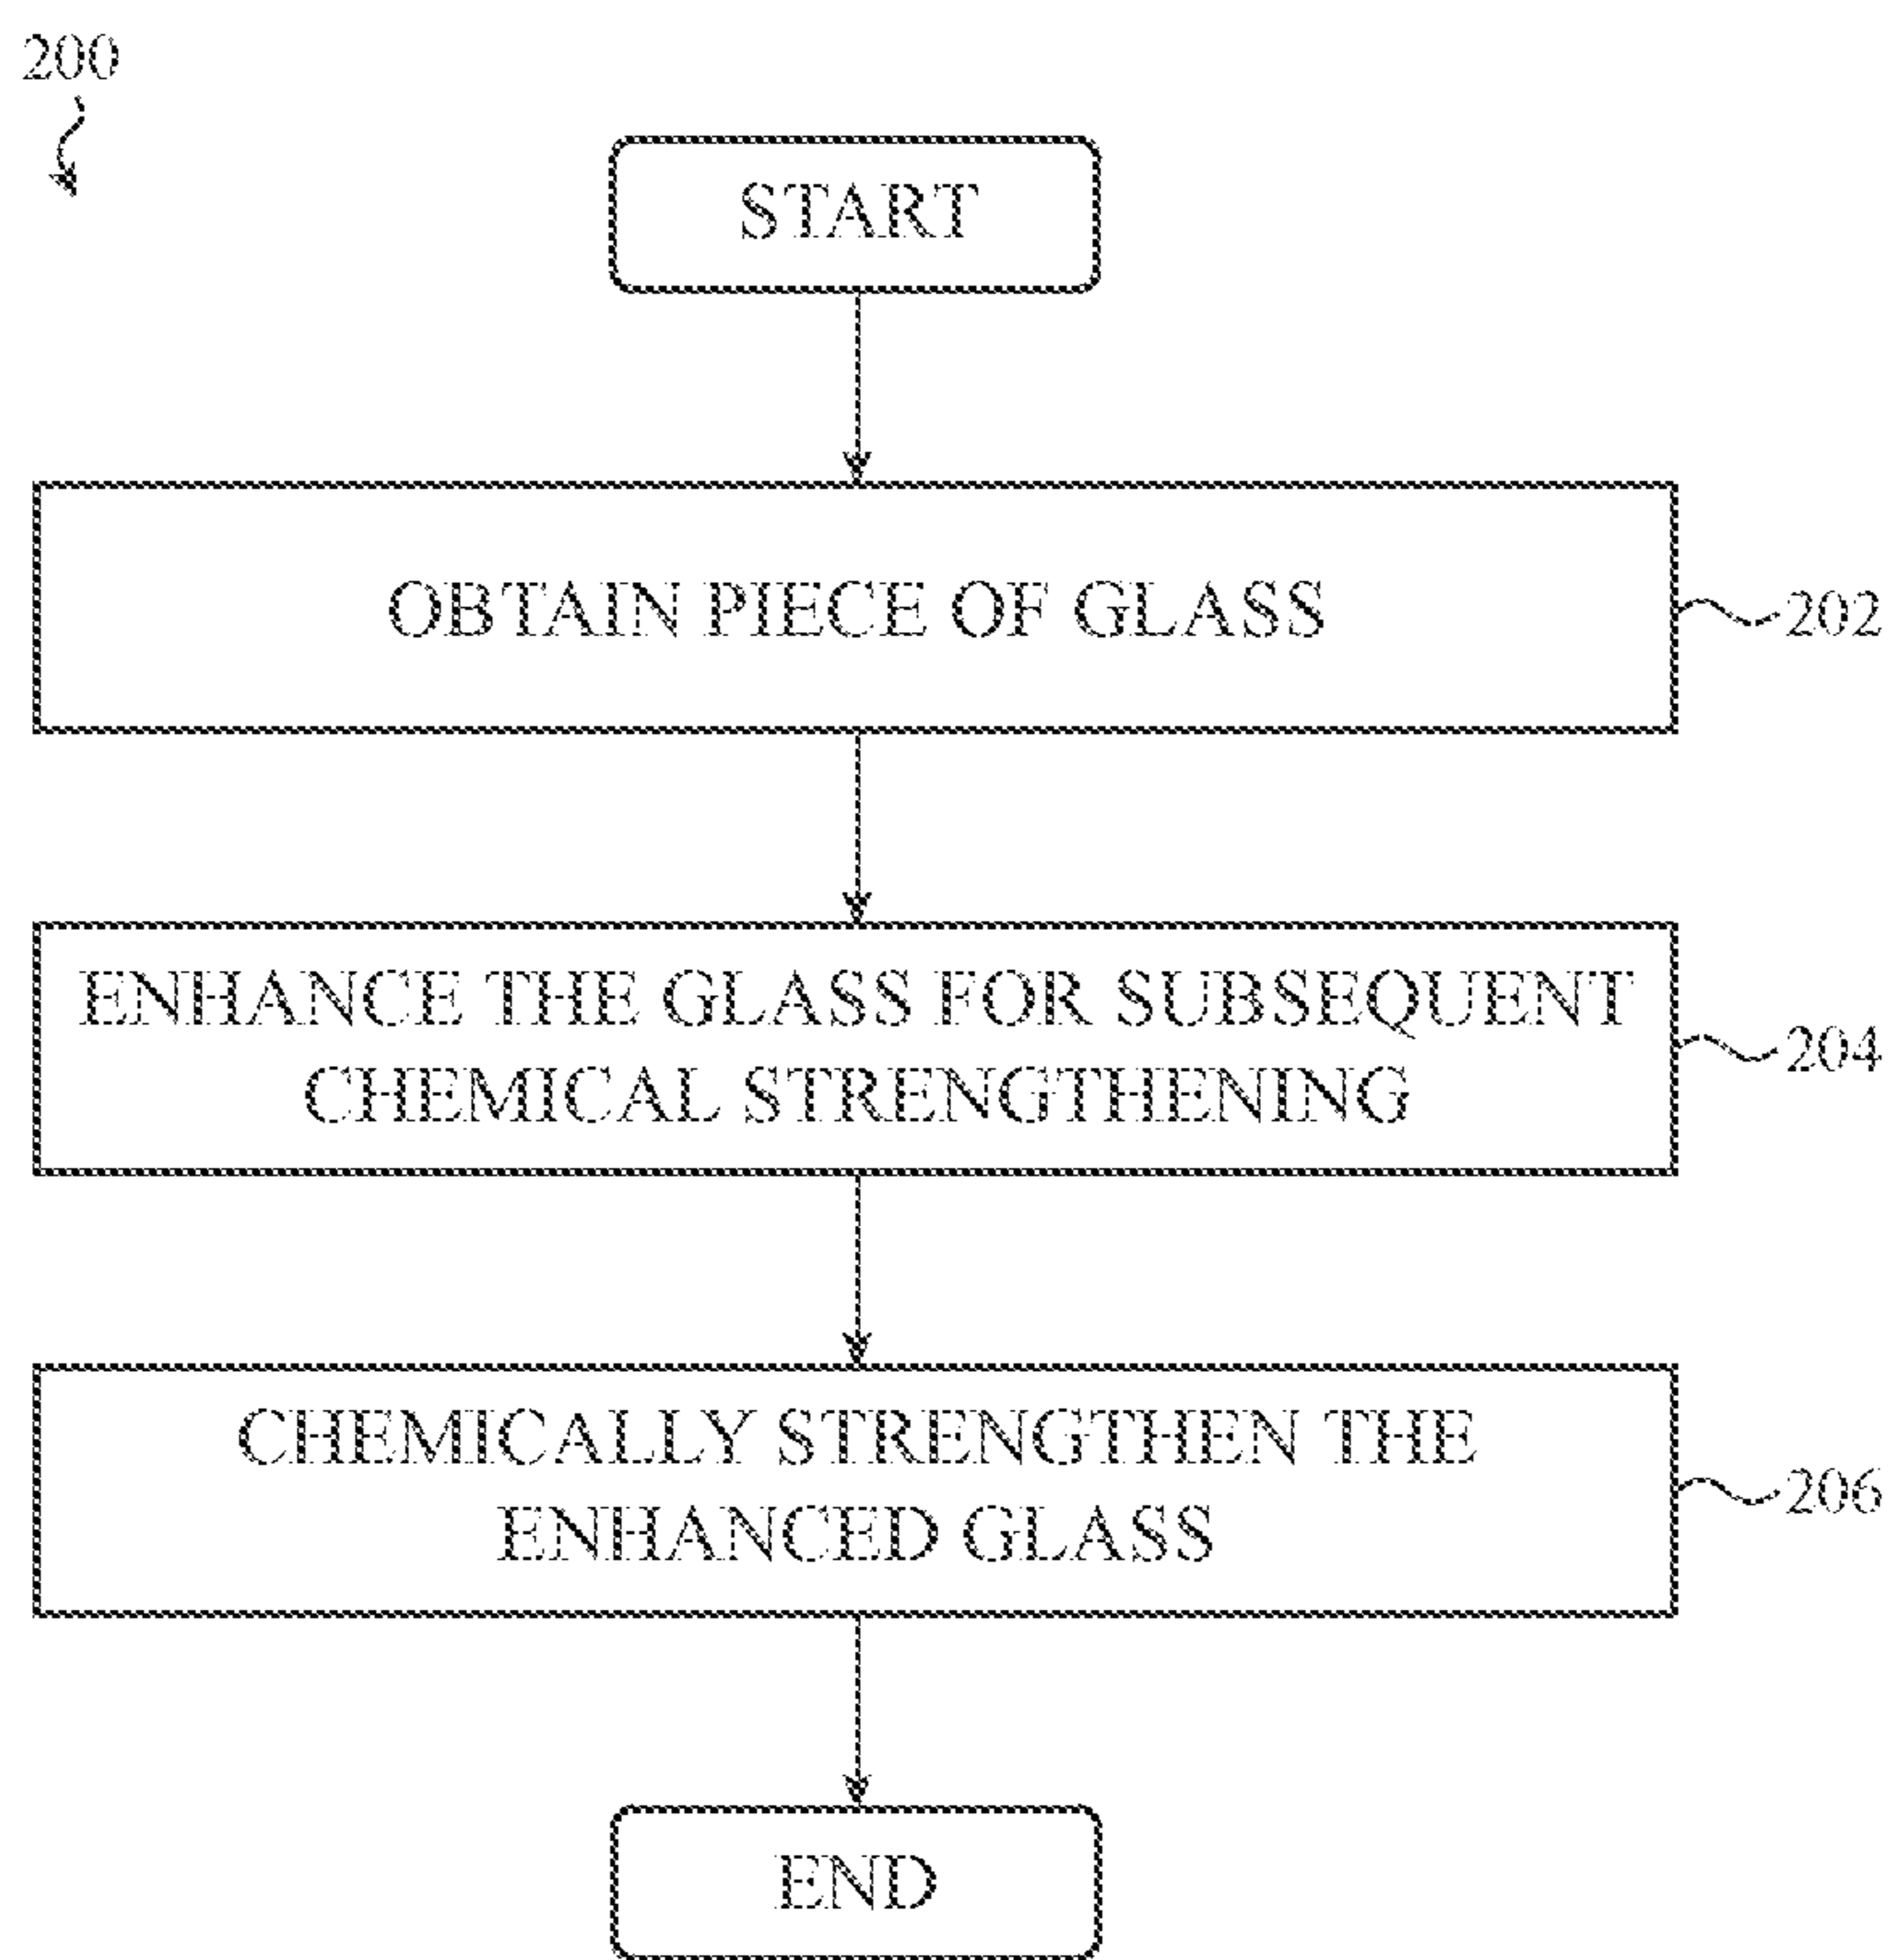 200
START
OBTAIN PIECE OF GLASS
202
ENHANCE THE GLASS FOR SUBSEQUENT
CHEMICAL STRENGTHENING
204
CHEMICALLY STRENGTHEN THE
ENHANCED GLASS
206
END